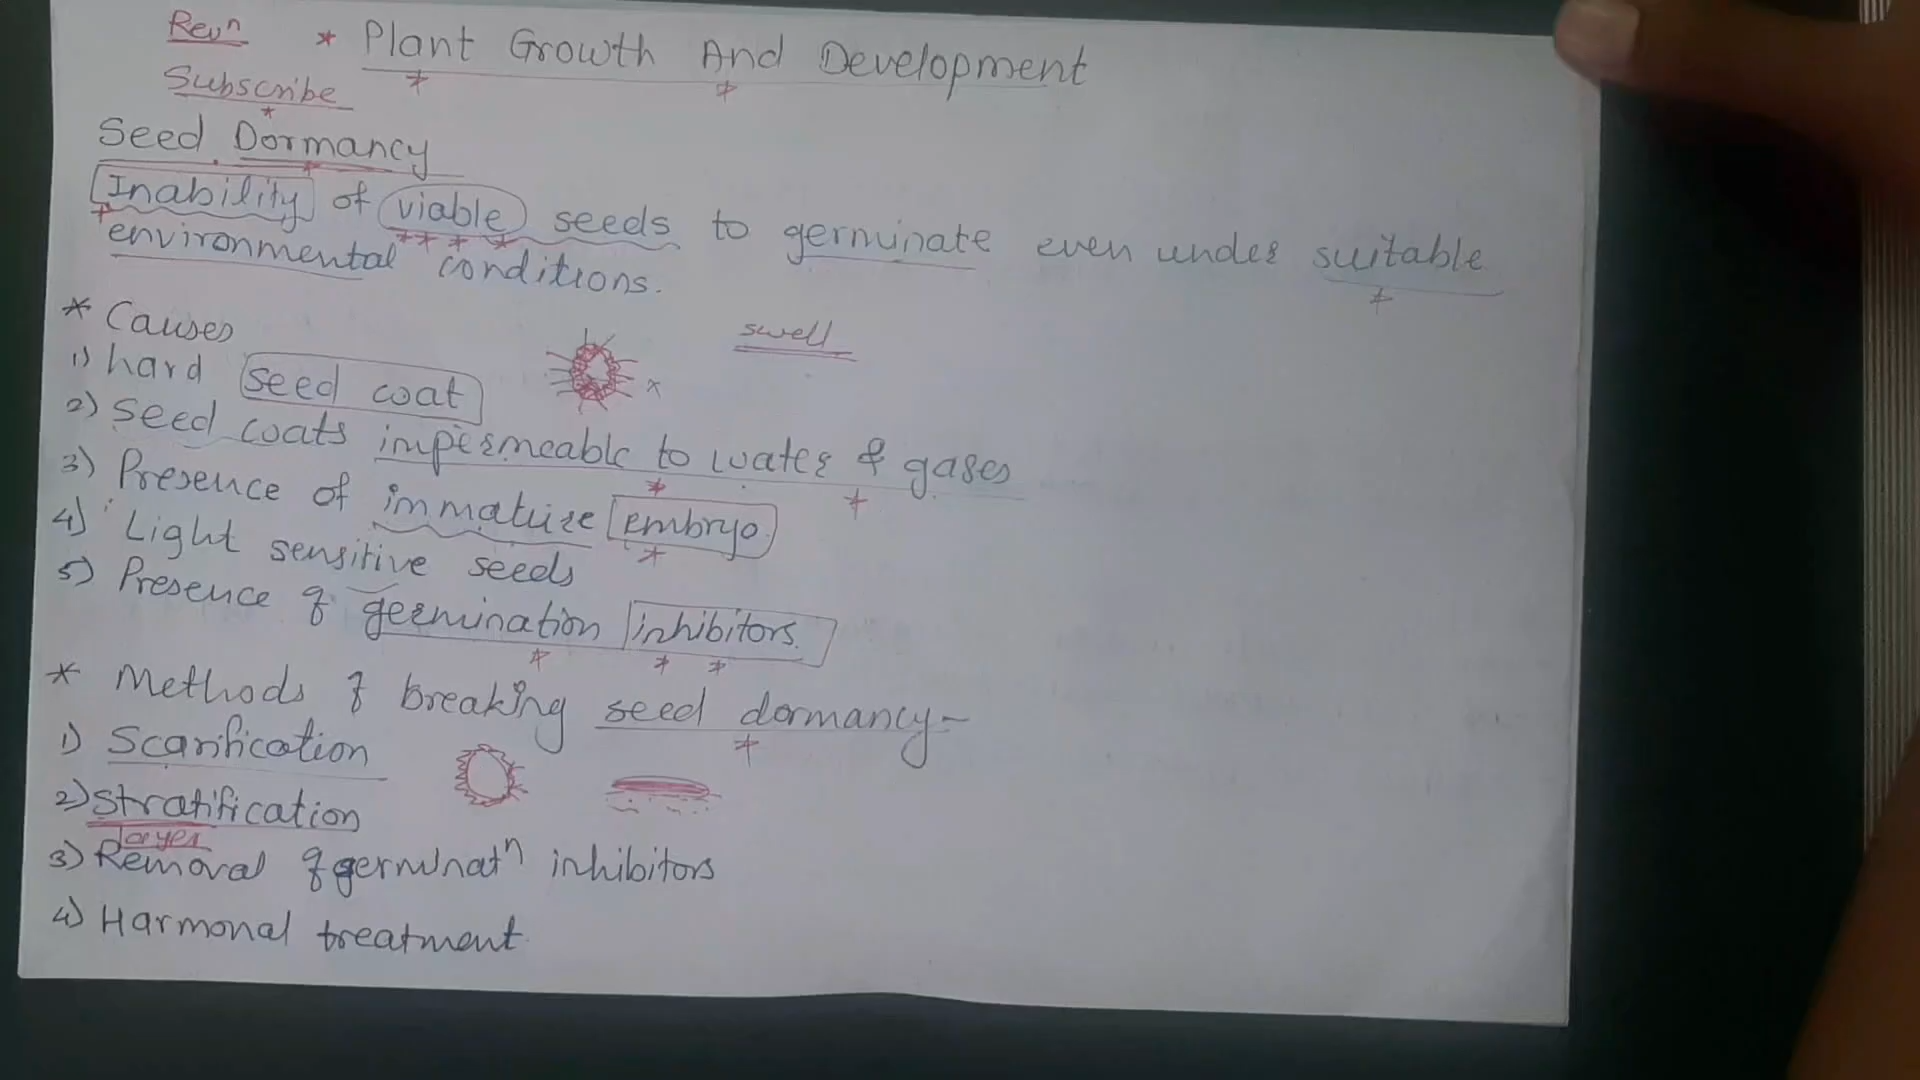 Revⁿ * Plant Growth And Development
Subscribe
Seed Dormancy
Inability of viable seeds to germinate even under suitable
environmental conditions.
* Causes
swell
1) hard seed coat
2) Seed coats impermeable to water & gases
3) Presence of immature embryo
4) Light sensitive seeds
5) Presence of germination inhibitors.
* Methods of breaking seed dormancy-
1) Scarification
2) Stratification
layer
3) Removal of germinatⁿ inhibitors
4) Harmonal treatment.